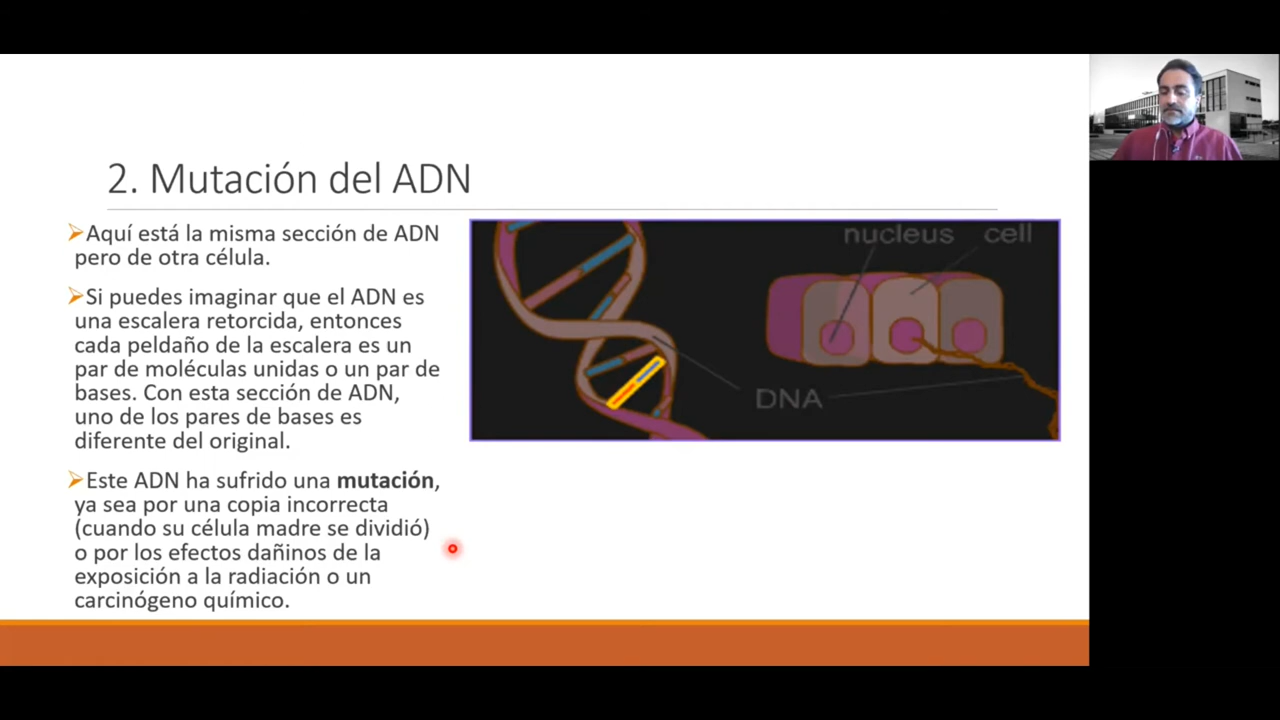 2. Mutación del ADN
Aquí está la misma sección de ADN
pero de otra célula.
Si puedes imaginar que el ADN es
una escalera retorcida, entonces
cada peldaño de la escalera es un
par de moléculas unidas o un par de
bases. Con esta sección de ADN,
uno de los pares de bases es
diferente del original.
Este ADN ha sufrido una mutación,
ya sea por una copia incorrecta
(cuando su célula madre se dividió)
o por los efectos dañinos de la
exposición a la radiación o un
carcinógeno químico.
nucleus cell
DNA